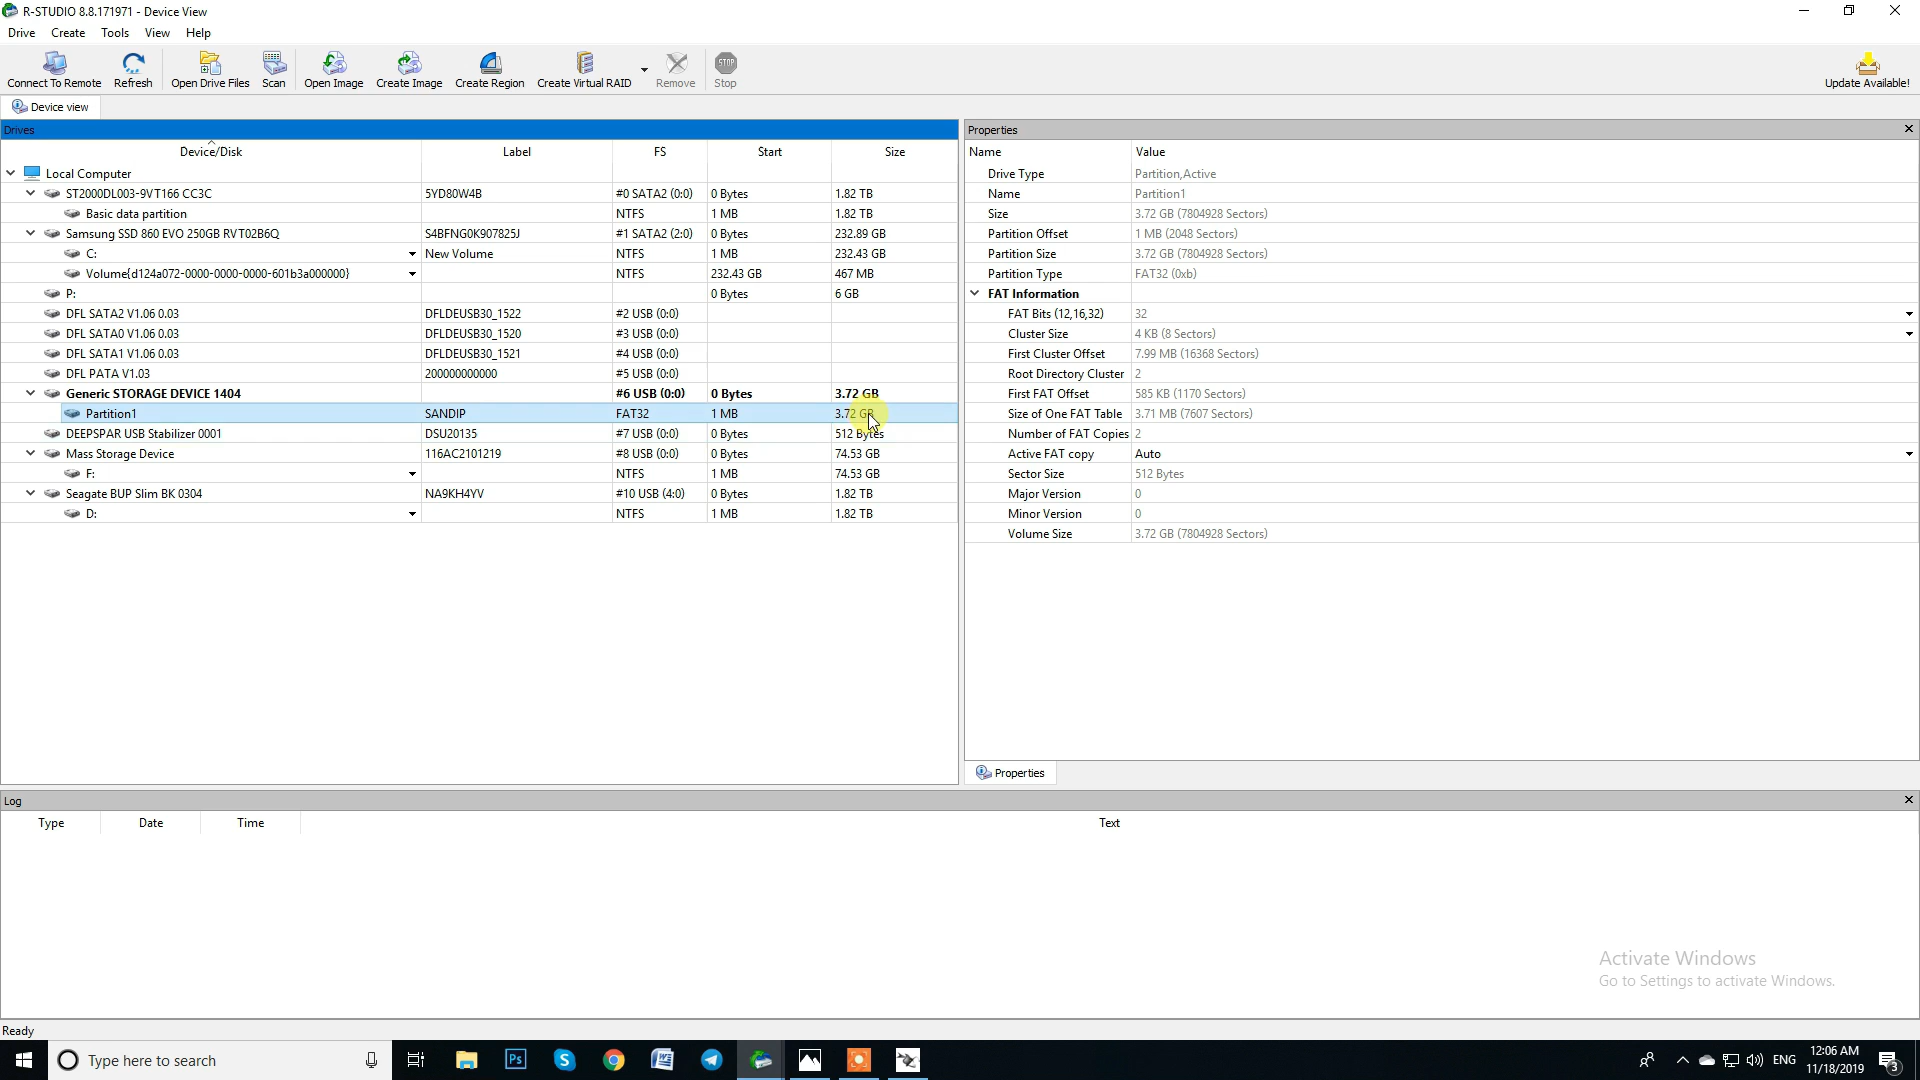 R-STUDIO 8.8.171971 - Device View
Drive Create Tools View Help
Connect To Remote Refresh Open Drive Files Scan Open Image Create Image Create Region Create Virtual RAID Remove STOP Stop Update Available!
Device view
Drives
Device/Disk Label FS Start Size
Local Computer
ST2000DL003-9VT166 CC3C 5YD80W4B #0 SATA2 (0:0) 0 Bytes 1.82 TB
Basic data partition NTFS 1 MB 1.82 TB
Samsung SSD 860 EVO 250GB RVT02B6Q S4BFNG0K907825J #1 SATA2 (2:0) 0 Bytes 232.89 GB
C: New Volume NTFS 1 MB 232.43 GB
Volume{d124a072-0000-0000-0000-601b3a000000} NTFS 232.43 GB 467 MB
P: 0 Bytes 6 GB
DFL SATA2 V1.06 0.03 DFLDEUSB30_1522 #2 USB (0:0)
DFL SATA0 V1.06 0.03 DFLDEUSB30_1520 #3 USB (0:0)
DFL SATA1 V1.06 0.03 DFLDEUSB30_1521 #4 USB (0:0)
DFL PATA V1.03 200000000000 #5 USB (0:0)
Generic STORAGE DEVICE 1404 #6 USB (0:0) 0 Bytes 3.72 GB
Partition1 SANDIP FAT32 1 MB 3.72 GB
DEEPSPAR USB Stabilizer 0001 DSU20135 #7 USB (0:0) 0 Bytes 512 Bytes
Mass Storage Device 116AC2101219 #8 USB (0:0) 0 Bytes 74.53 GB
F: NTFS 1 MB 74.53 GB
Seagate BUP Slim BK 0304 NA9KH4YV #10 USB (4:0) 0 Bytes 1.82 TB
D: NTFS 1 MB 1.82 TB
Properties
Name Value
Drive Type Partition,Active
Name Partition1
Size 3.72 GB (7804928 Sectors)
Partition Offset 1 MB (2048 Sectors)
Partition Size 3.72 GB (7804928 Sectors)
Partition Type FAT32 (0xb)
FAT Information
FAT Bits (12,16,32) 32
Cluster Size 4 KB (8 Sectors)
First Cluster Offset 7.99 MB (16368 Sectors)
Root Directory Cluster 2
First FAT Offset 585 KB (1170 Sectors)
Size of One FAT Table 3.71 MB (7607 Sectors)
Number of FAT Copies 2
Active FAT copy Auto
Sector Size 512 Bytes
Major Version 0
Minor Version 0
Volume Size 3.72 GB (7804928 Sectors)
Properties
Log
Type Date Time Text
Activate Windows
Go to Settings to activate Windows.
Ready
Type here to search
Ps
ENG
12:06 AM
11/18/2019
3